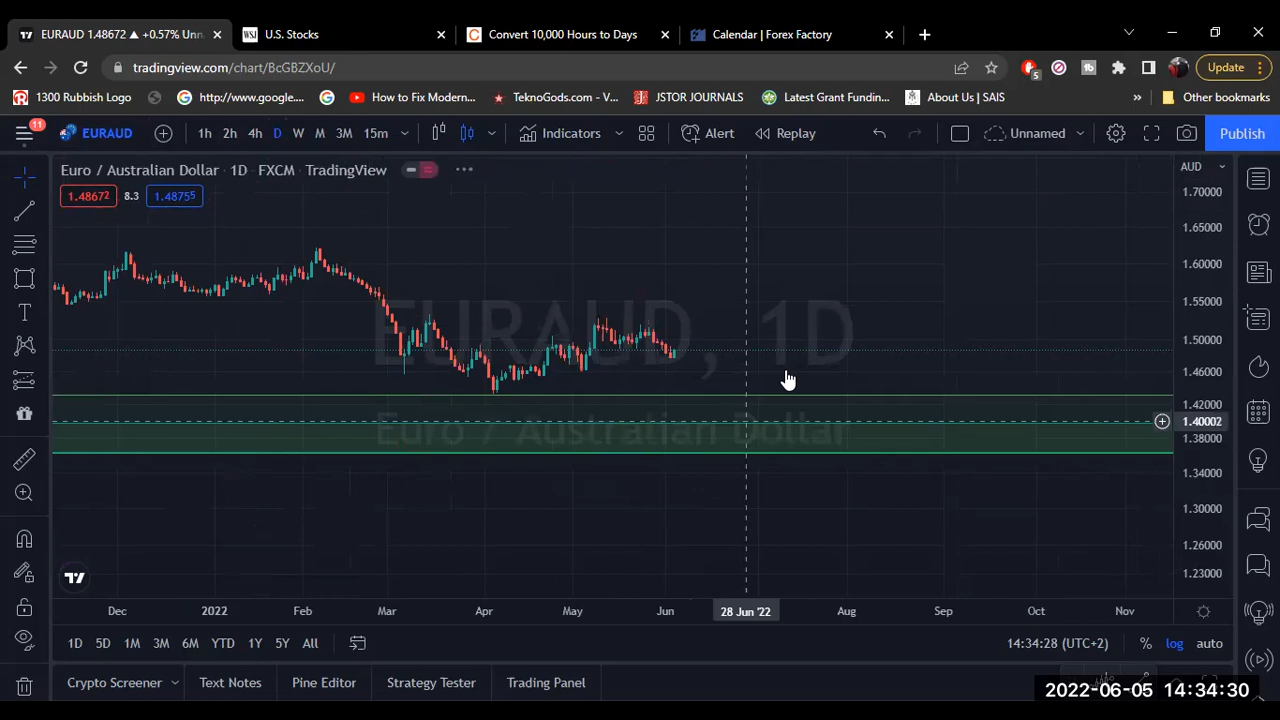 EURAUD 1.48672 ▲ +0.57% Unn
U.S. Stocks
Convert 10,000 Hours to Days
Calendar | Forex Factory
tradingview.com/chart/BcGBZXoU/
5
Update
1300 Rubbish Logo
http://www.google....
How to Fix Modern...
TeknoGods.com - V...
JSTOR JOURNALS
Latest Grant Fundin...
About Us | SAIS
»
Other bookmarks
11
EURAUD
1h 2h 4h D W M 3M 15m
Indicators
Alert
Replay
Unnamed
Publish
Euro / Australian Dollar · 1D · FXCM · TradingView
AUD
1.48672
8.3
1.48755
1.70000
1.65000
1.60000
1.55000
1.50000
1.46000
1.42000
1.40002
1.38000
1.34000
1.30000
1.26000
1.23000
EURAUD, 1D
Euro / Australian Dollar
Dec 2022 Feb Mar Apr May Jun 28 Jun '22 Aug Sep Oct Nov
1D 5D 1M 3M 6M YTD 1Y 5Y All
14:34:28 (UTC+2)
% log auto
Crypto Screener
Text Notes
Pine Editor
Strategy Tester
Trading Panel
2022-06-05 14:34:30